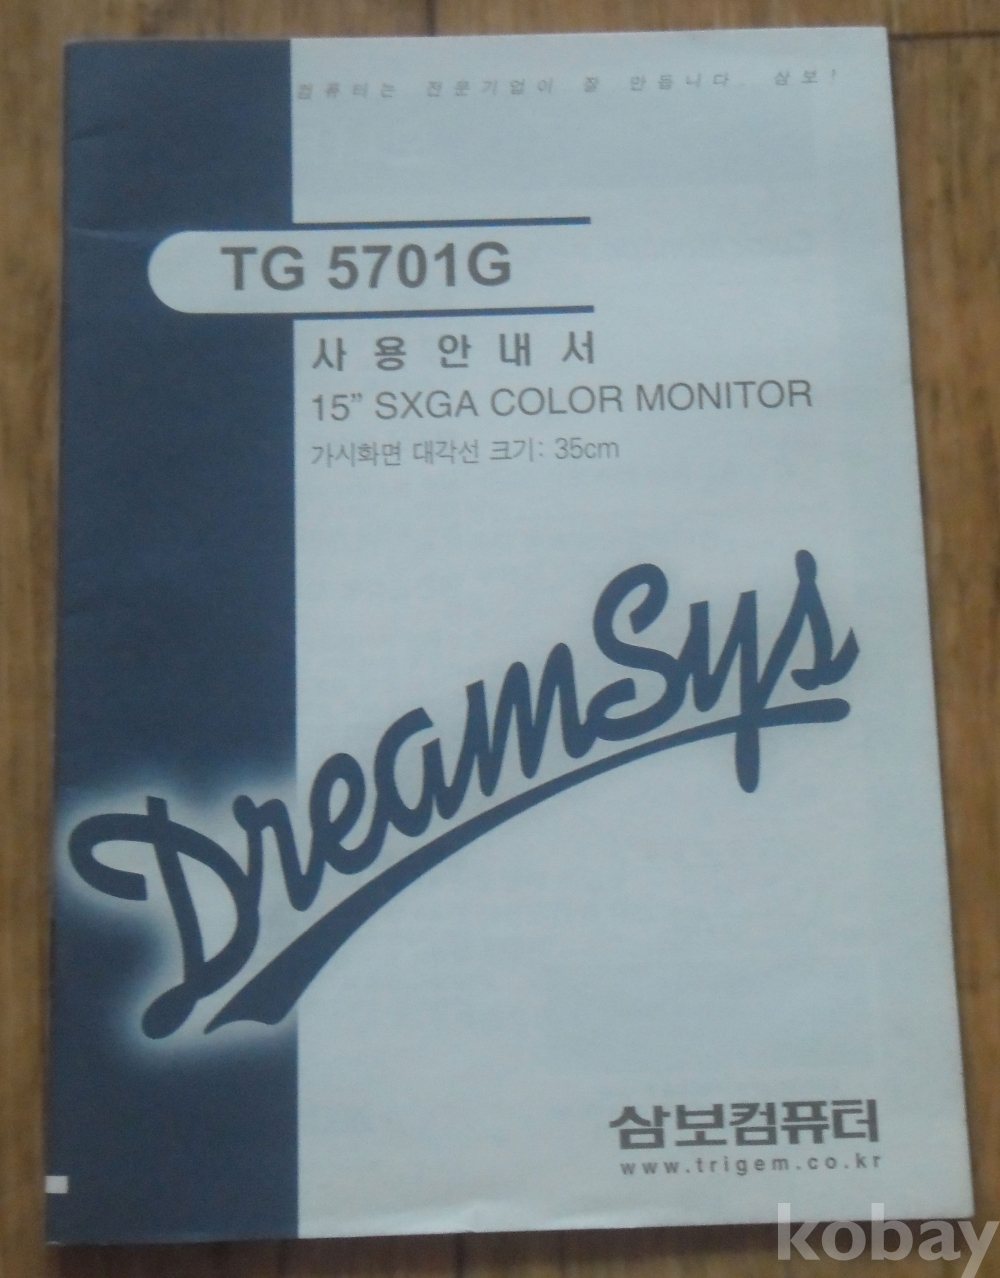 컴퓨터는 전문기업이 잘 만듭니다. 삼보!
TG 5701G
사용안내서
15” SXGA COLOR MONITOR
가시화면 대각선 크기: 35cm
DreamSys
삼보컴퓨터
www.trigem.co.kr
kobay